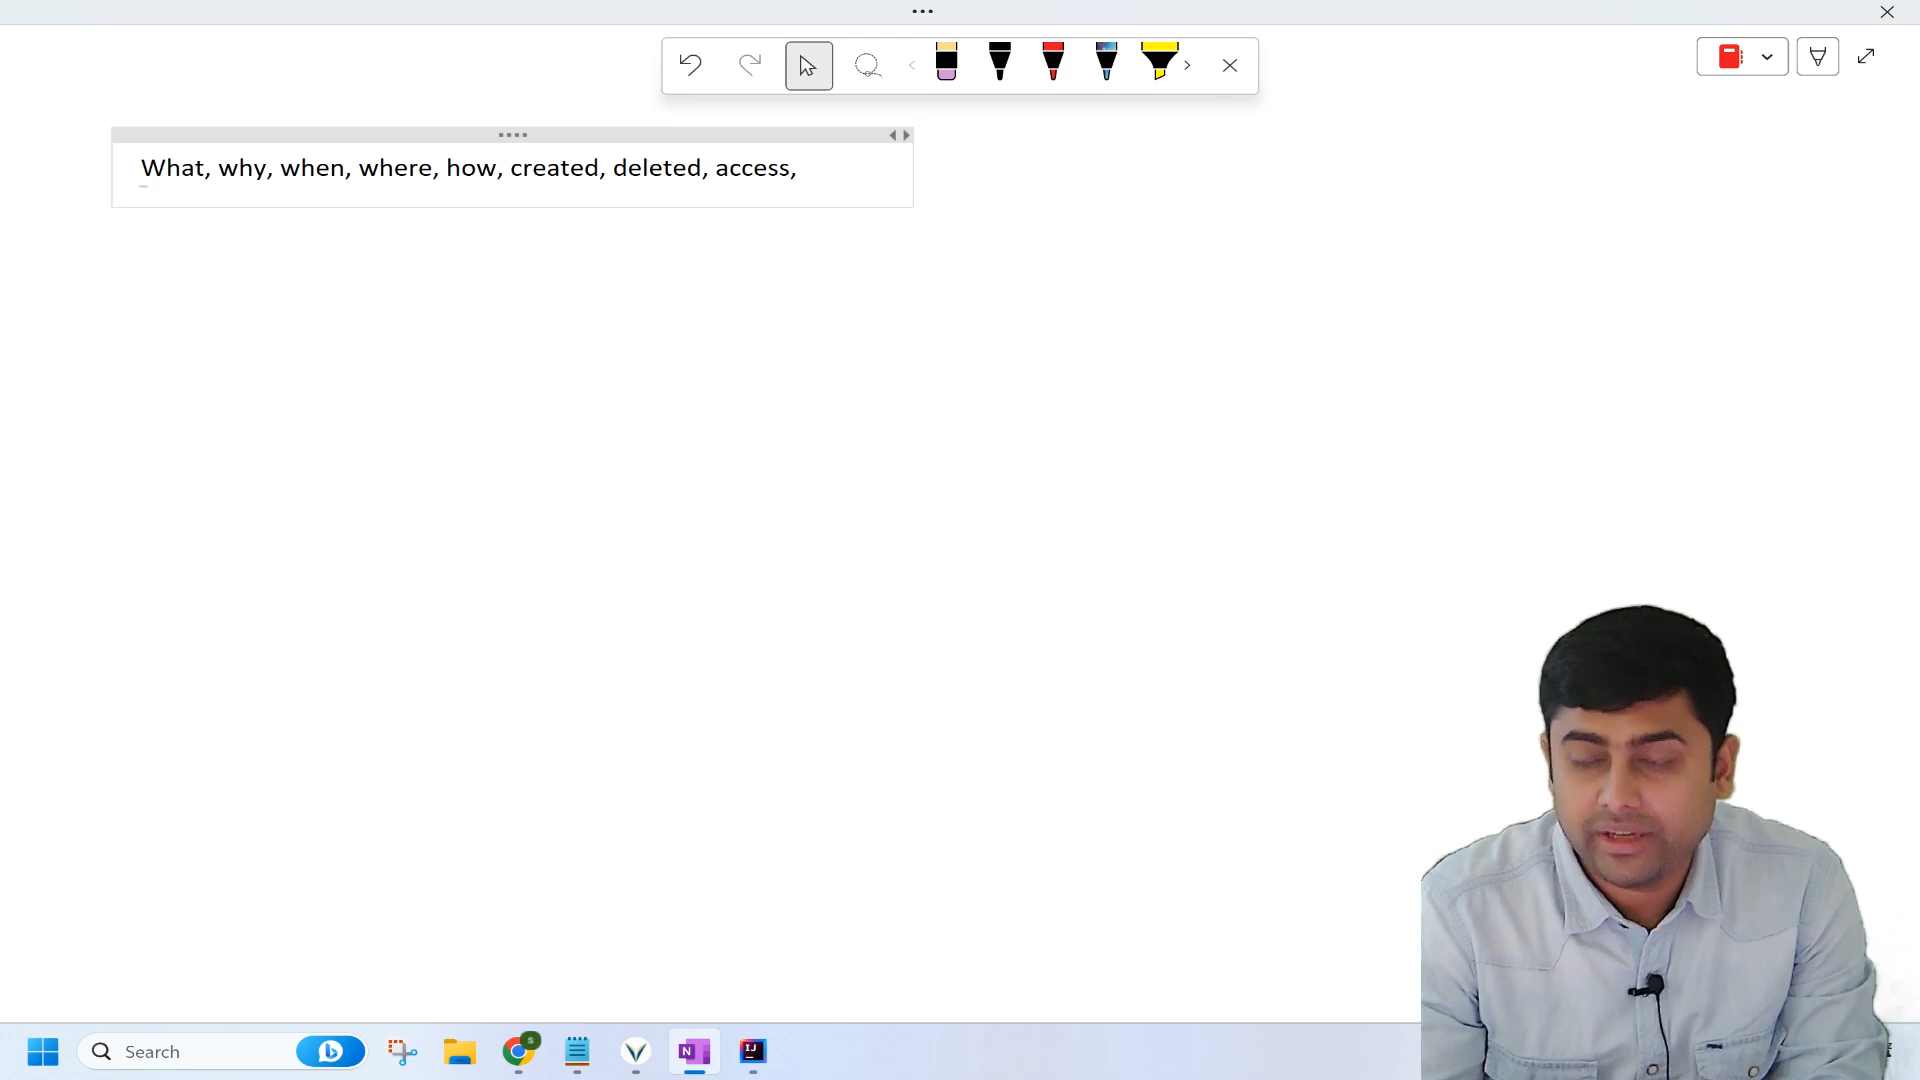 What, why, when, where, how, created, deleted, access,
Search